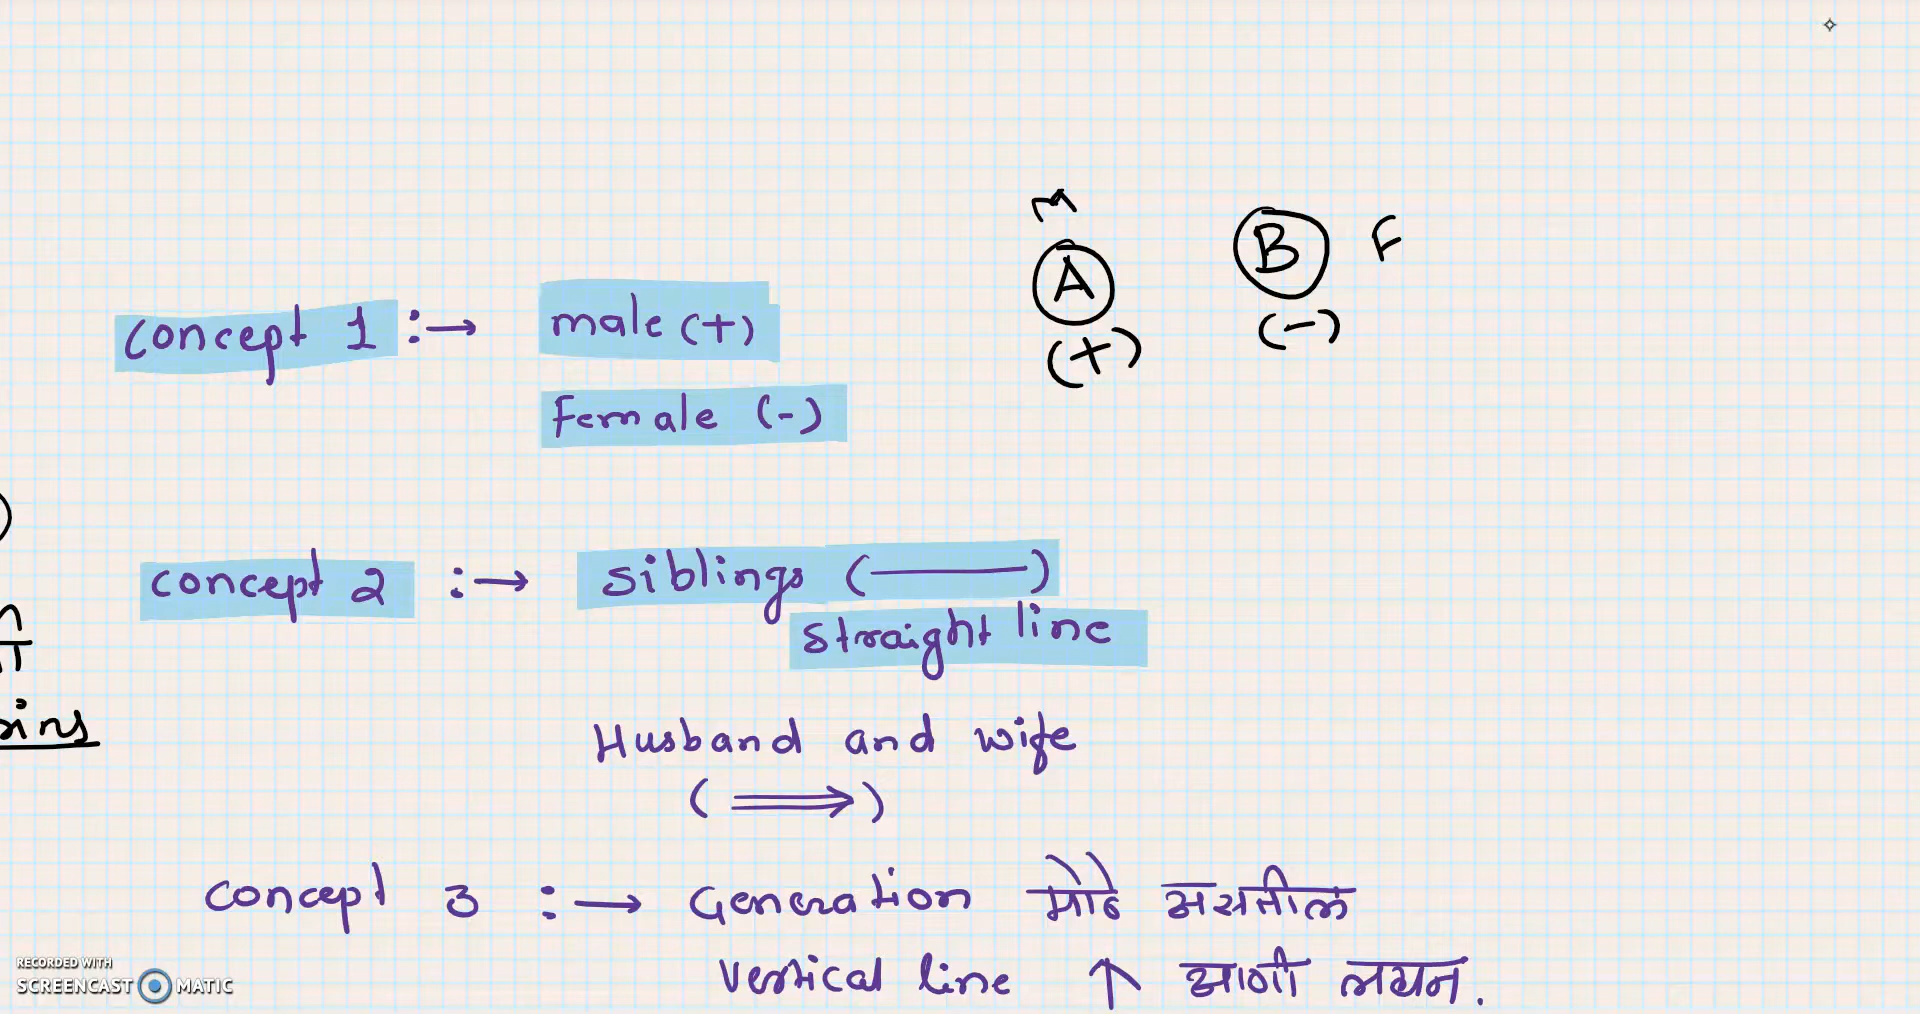 M
A B F
(+) (-)
concept 1 :→ male (+)
Female (-)
concept 2 :→ siblings (———)
straight line
Husband and wife
(⟹)
concept 3 :→ Generation मोठे असतील
vertical line ↑ आणी
RECORDED WITH
SCREENCAST MATIC